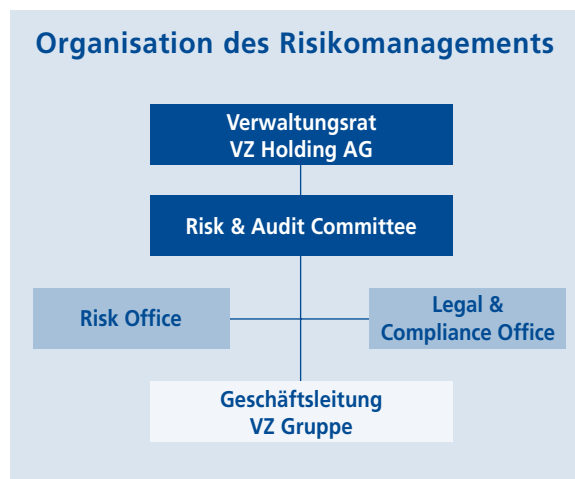 Organisation des Risikomanagements
Verwaltungsrat
VZ Holding AG
Risk & Audit Committee
Risk Office
Legal &
Compliance Office
Geschäftsleitung
VZ Gruppe